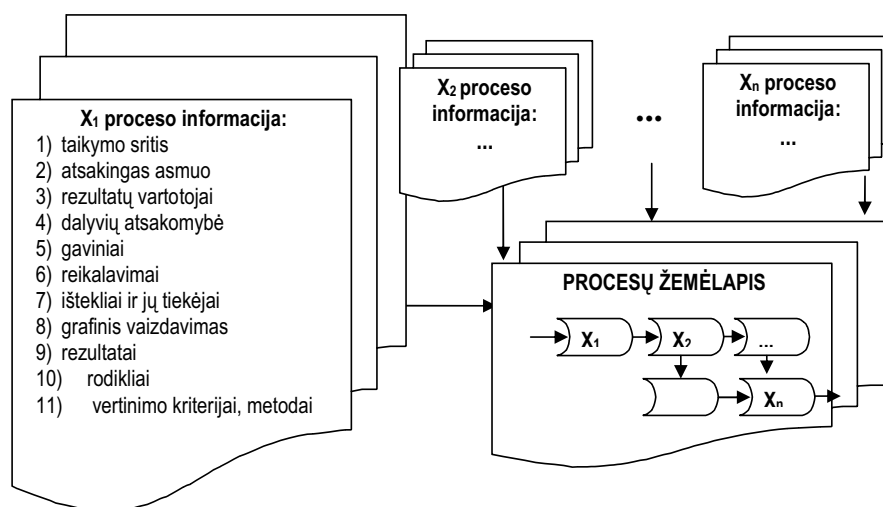 X₁ proceso informacija:
1) taikymo sritis
2) atsakingas asmuo
3) rezultatų vartotojai
4) dalyvių atsakomybė
5) gaviniai
6) reikalavimai
7) ištekliai ir jų tiekėjai
8) grafinis vaizdavimas
9) rezultatai
10) rodikliai
11) vertinimo kriterijai, metodai
X₂ proceso
informacija:
...
...
Xₙ proceso
informacija:
...
PROCESŲ ŽEMĖLAPIS
X₁
X₂
...
Xₙ